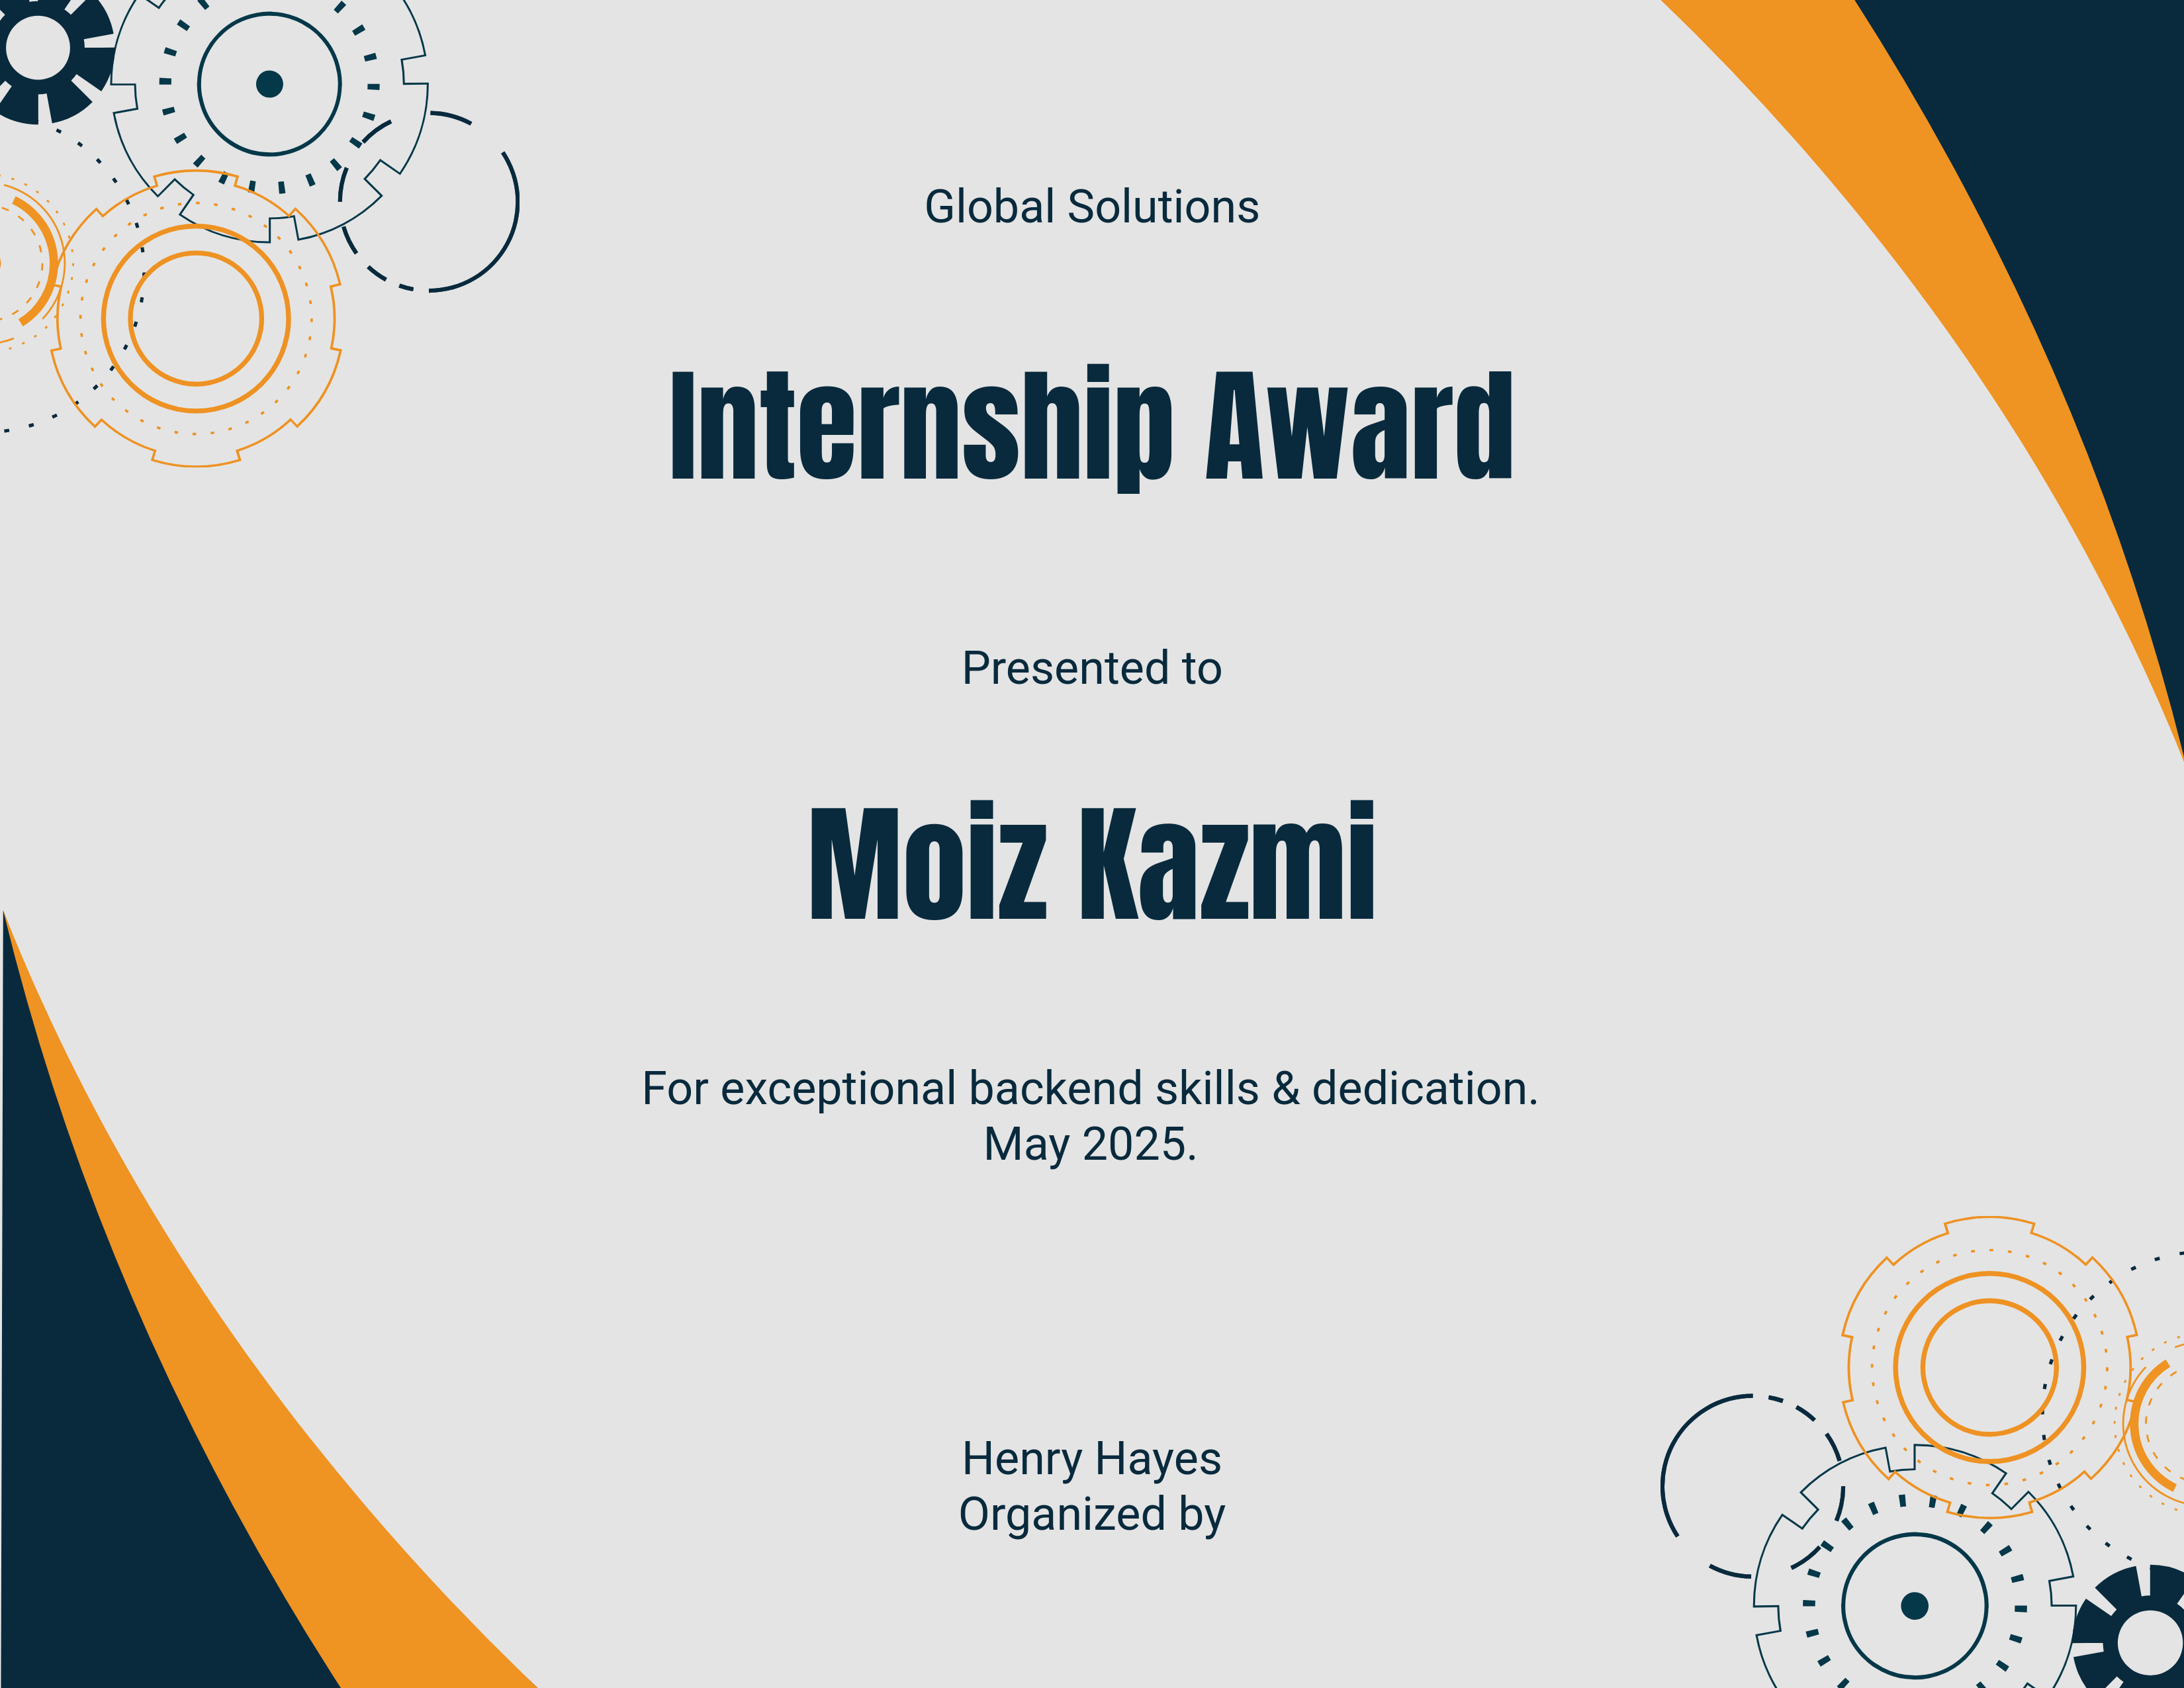 Global Solutions
Internship Award
Presented to
Moiz Kazmi
For exceptional backend skills & dedication.
May 2025.
Henry Hayes
Organized by